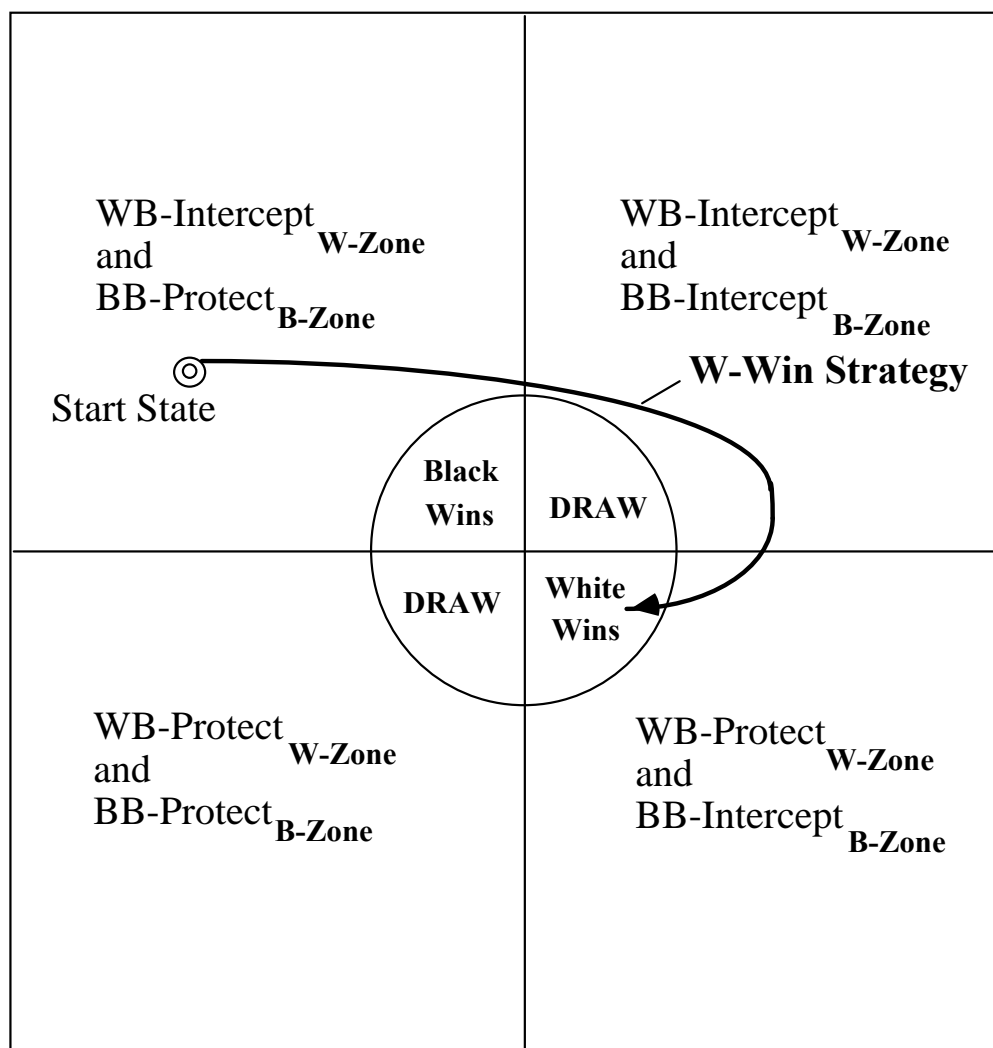 WB-Intercept W-Zone
and
BB-Protect B-Zone
WB-Intercept W-Zone
and
BB-Intercept B-Zone
W-Win Strategy
Start State
Black
Wins
DRAW
DRAW
White
Wins
WB-Protect W-Zone
and
BB-Protect B-Zone
WB-Protect W-Zone
and
BB-Intercept B-Zone